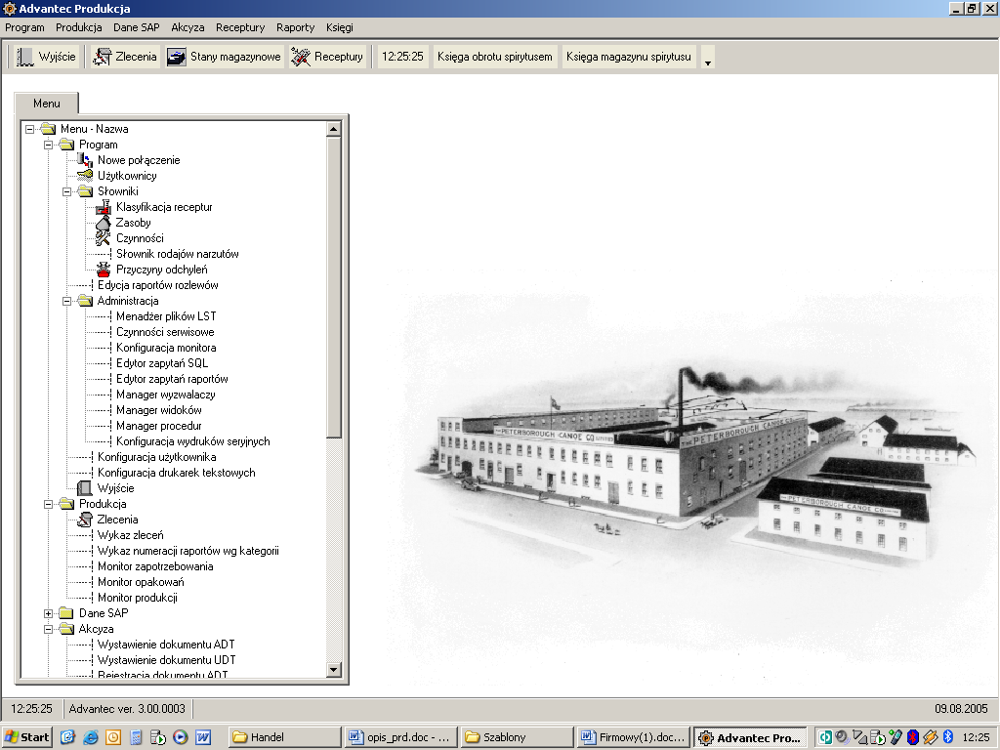 Advantec Produkcja
Program Produkcja Dane SAP Akcyza Receptury Raporty Księgi
Wyjście Zlecenia Stany magazynowe Receptury 12:25:25 Księga obrotu spirytusem Księga magazynu spirytusu
Menu
Menu - Nazwa
Program
Nowe połączenie
Użytkownicy
Słowniki
Klasyfikacja receptur
Zasoby
Czynności
Słownik rodajów narzutów
Przyczyny odchyleń
Edycja raportów rozlewów
Administracja
Menadżer plików LST
Czynności serwisowe
Konfiguracja monitora
Edytor zapytań SQL
Edytor zapytań raportów
Manager wyzwalaczy
Manager widoków
Manager procedur
Konfiguracja wydruków seryjnych
Konfiguracja użytkownika
Konfiguracja drukarek tekstowych
Wyjście
Produkcja
Zlecenia
Wykaz zleceń
Wykaz numeracji raportów wg kategorii
Monitor zapotrzebowania
Monitor opakowań
Monitor produkcji
Dane SAP
Akcyza
Wystawienie dokumentu ADT
Wystawienie dokumentu UDT
Rejestracja dokumentu ADT
THE PETERBOROUGH CANOE CO LIMITED
THE PETERBOROUGH CANOE CO
THE PETERBOROUGH CANOE CO LIMITED
12:25:25 Advantec ver. 3.00.0003 09.08.2005
Start Handel opis_prd.doc - ... Szablony Firmowy(1).doc... Advantec Pro... 12:25